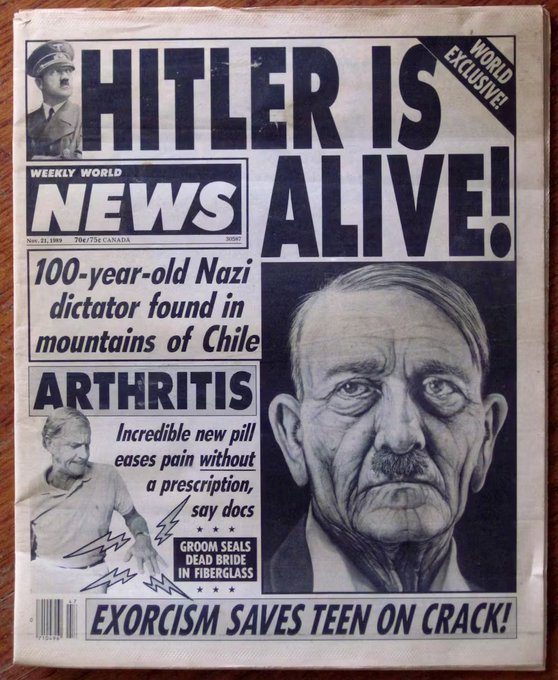 HITLER IS
ALIVE!
WORLD
EXCLUSIVE!
WEEKLY WORLD
NEWS
Nov. 21, 1989 70¢/75¢ CANADA 30587
100-year-old Nazi
dictator found in
mountains of Chile
ARTHRITIS
Incredible new pill
eases pain without
a prescription,
say docs
★ ★ ★
GROOM SEALS
DEAD BRIDE
IN FIBERGLASS
★ ★ ★
47
EXORCISM SAVES TEEN ON CRACK!